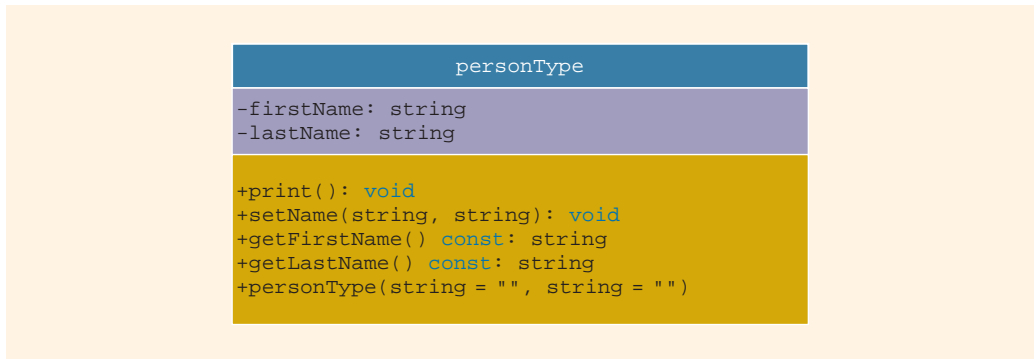 personType
-firstName: string
-lastName: string
+print(): void
+setName(string, string): void
+getFirstName() const: string
+getLastName() const: string
+personType(string = "", string = "")